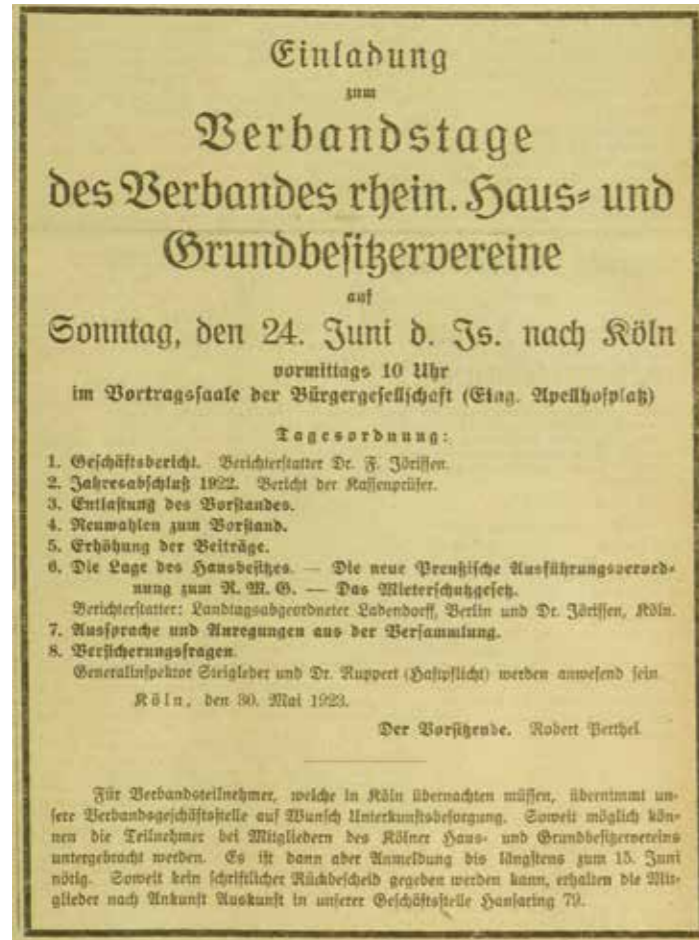 Einladung
zum
Verbandstage
des Verbandes rhein. Haus- und
Grundbesitzervereine
auf
Sonntag, den 24. Juni d. Js. nach Köln
vormittags 10 Uhr
im Vortragssaale der Bürgergesellschaft (Eing. Apellhofplatz)
Tagesordnung:
1. Geschäftsbericht. Berichterstatter Dr. F. Jörissen.
2. Jahresabschluß 1922. Bericht der Kassenprüfer.
3. Entlastung des Vorstandes.
4. Neuwahlen zum Vorstand.
5. Erhöhung der Beiträge.
6. Die Lage des Hausbesitzes. — Die neue Preußische Ausführungsverord-
nung zum R. M. G. — Das Mieterschutzgesetz.
Berichterstatter: Landtagsabgeordneter Ladendorff, Berlin und Dr. Jörissen, Köln.
7. Aussprache und Anregungen aus der Versammlung.
8. Versicherungsfragen.
Generalinspektor Steigleder und Dr. Ruppert (Haftpflicht) werden anwesend sein
Köln, den 30. Mai 1923.
Der Vorsitzende. Robert Perthel
Für Verbandsteilnehmer, welche in Köln übernachten müssen, übernimmt un-
sere Verbandsgeschäftsstelle auf Wunsch Unterkunftsbesorgung. Soweit möglich kön-
nen die Teilnehmer bei Mitgliedern des Kölner Haus- und Grundbesitzervereins
untergebracht werden. Es ist dann aber Anmeldung bis längstens zum 15. Juni
nötig. Soweit kein schriftlicher Rückbescheid gegeben werden kann, erhalten die Mit-
glieder nach Ankunft Auskunft in unserer Geschäftsstelle Hansaring 79.